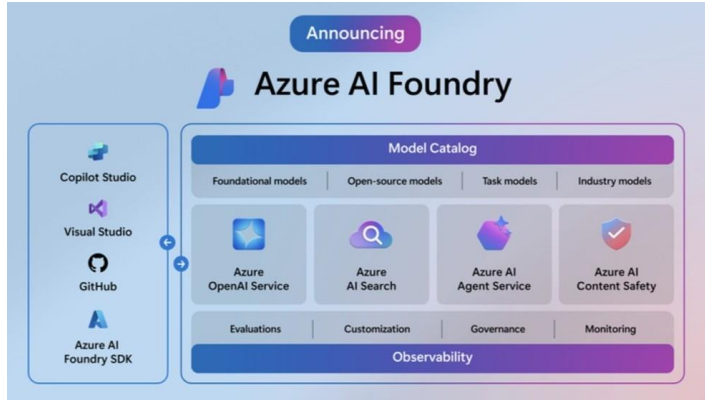 Announcing
Azure AI Foundry
Copilot Studio
Visual Studio
GitHub
Azure AI
Foundry SDK
Model Catalog
Foundational models
Open-source models
Task models
Industry models
Azure
OpenAI Service
Azure
AI Search
Azure AI
Agent Service
Azure AI
Content Safety
Evaluations
Customization
Governance
Monitoring
Observability